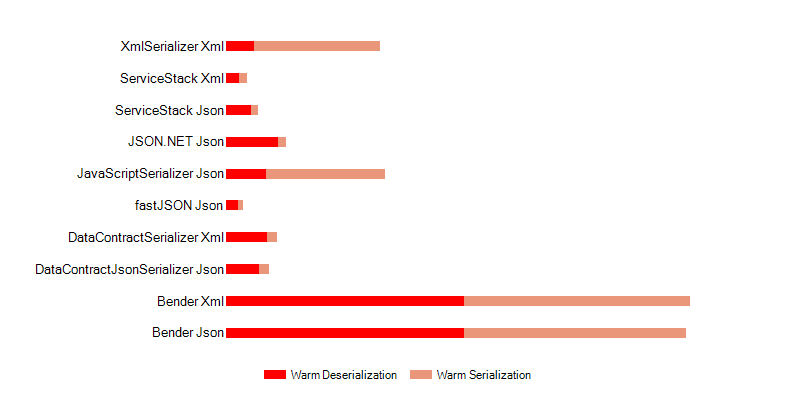 XmlSerializer Xml
ServiceStack Xml
ServiceStack Json
JSON.NET Json
JavaScriptSerializer Json
fastJSON Json
DataContractSerializer Xml
DataContractJsonSerializer Json
Bender Xml
Bender Json
Warm Deserialization Warm Serialization